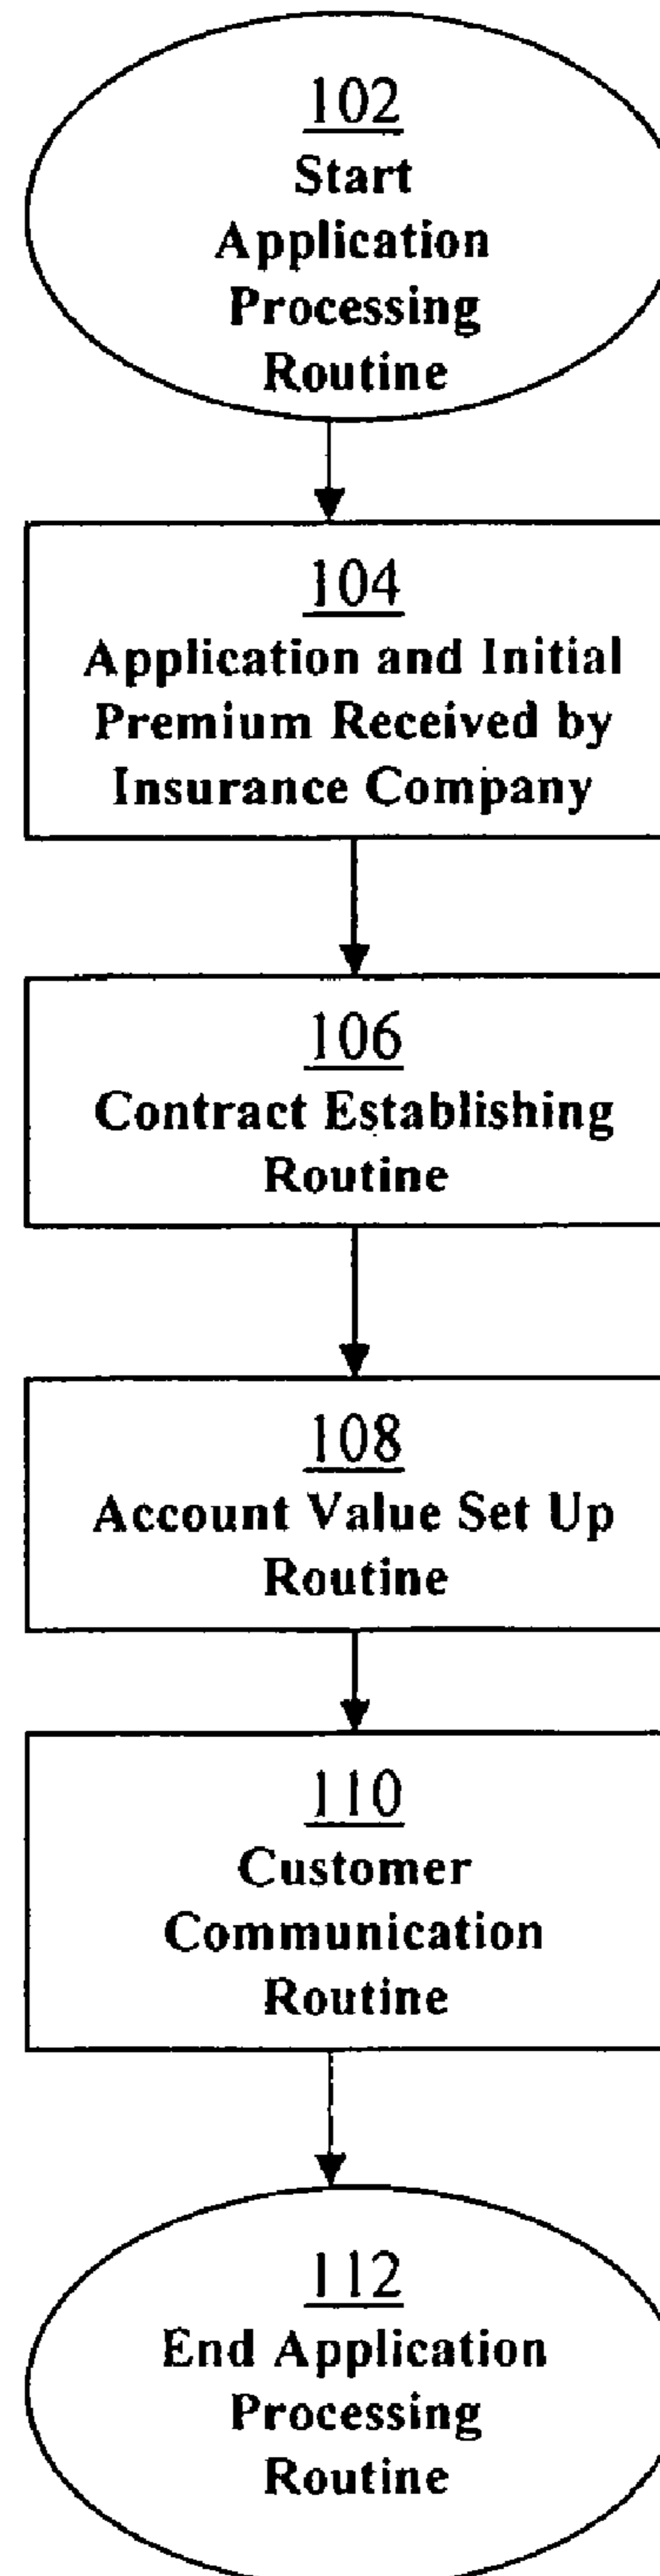 102
Start
Application
Processing
Routine
104
Application and Initial
Premium Received by
Insurance Company
106
Contract Establishing
Routine
108
Account Value Set Up
Routine
110
Customer
Communication
Routine
112
End Application
Processing
Routine